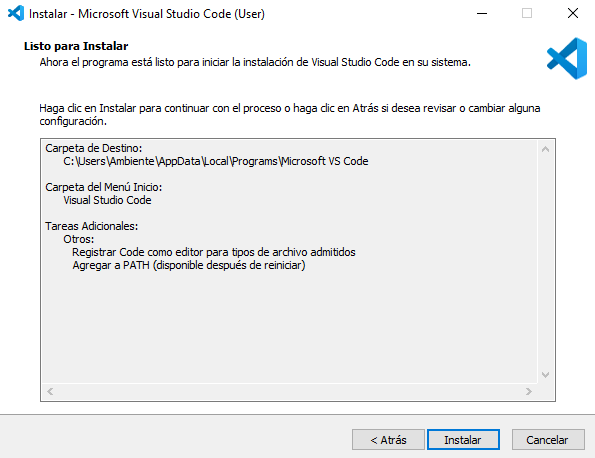 Instalar - Microsoft Visual Studio Code (User)
Listo para Instalar
Ahora el programa está listo para iniciar la instalación de Visual Studio Code en su sistema.
Haga clic en Instalar para continuar con el proceso o haga clic en Atrás si desea revisar o cambiar alguna
configuración.
Carpeta de Destino:
C:\Users\Ambiente\AppData\Local\Programs\Microsoft VS Code
Carpeta del Menú Inicio:
Visual Studio Code
Tareas Adicionales:
Otros:
Registrar Code como editor para tipos de archivo admitidos
Agregar a PATH (disponible después de reiniciar)
< Atrás
Instalar
Cancelar